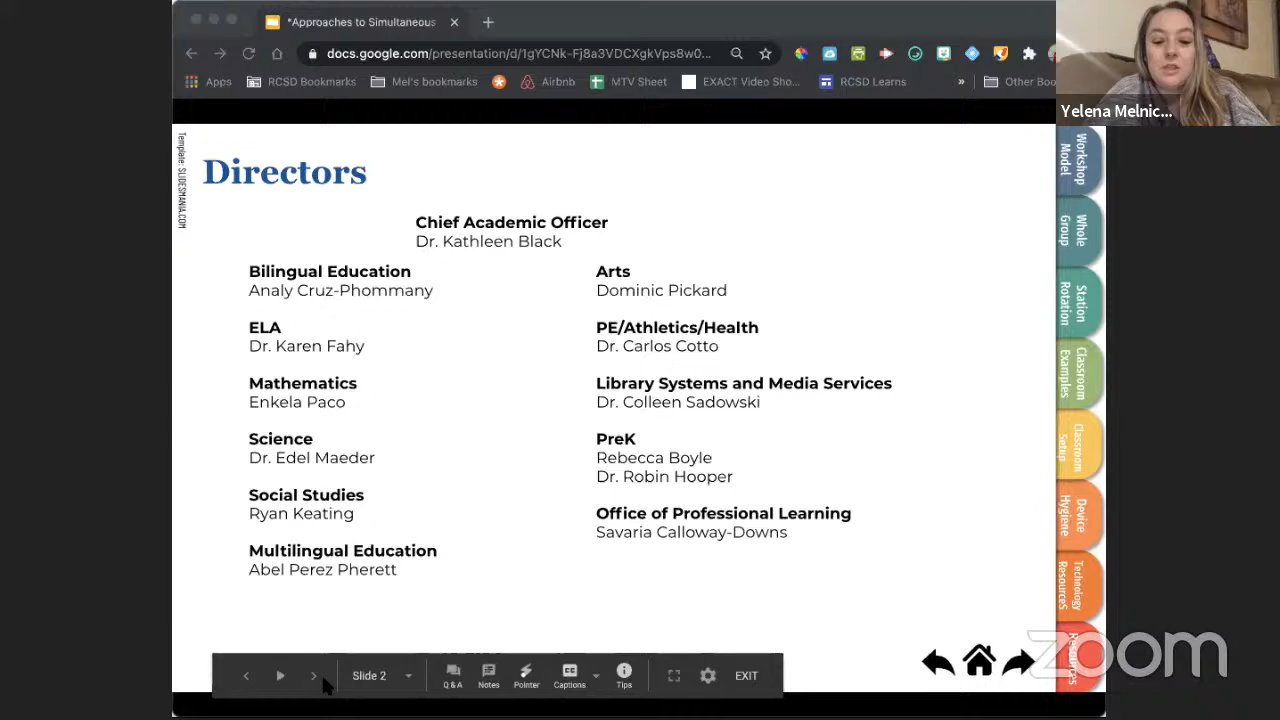 *Approaches to Simultaneous
docs.google.com/presentation/d/1gYCNk-Fj8a3VDCXgkVps8w0...
Apps
RCSD Bookmarks
Mel's bookmarks
Airbnb
MTV Sheet
EXACT Video Sho...
RCSD Learns
»
Other Boo
Yelena Melnic...
Template: SLIDESMANIA.COM
Directors
Chief Academic Officer
Dr. Kathleen Black
Bilingual Education
Analy Cruz-Phommany
ELA
Dr. Karen Fahy
Mathematics
Enkela Paco
Science
Dr. Edel Maeder
Social Studies
Ryan Keating
Multilingual Education
Abel Perez Pherett
Arts
Dominic Pickard
PE/Athletics/Health
Dr. Carlos Cotto
Library Systems and Media Services
Dr. Colleen Sadowski
PreK
Rebecca Boyle
Dr. Robin Hooper
Office of Professional Learning
Savaria Calloway-Downs
Workshop
Model
Whole
Group
Station
Rotation
Classroom
Examples
Classroom
Setup
Device
Hygiene
Technology
Resources
Resources
Slide 2
Q & A
Notes
Pointer
Captions
Tips
EXIT
zoom